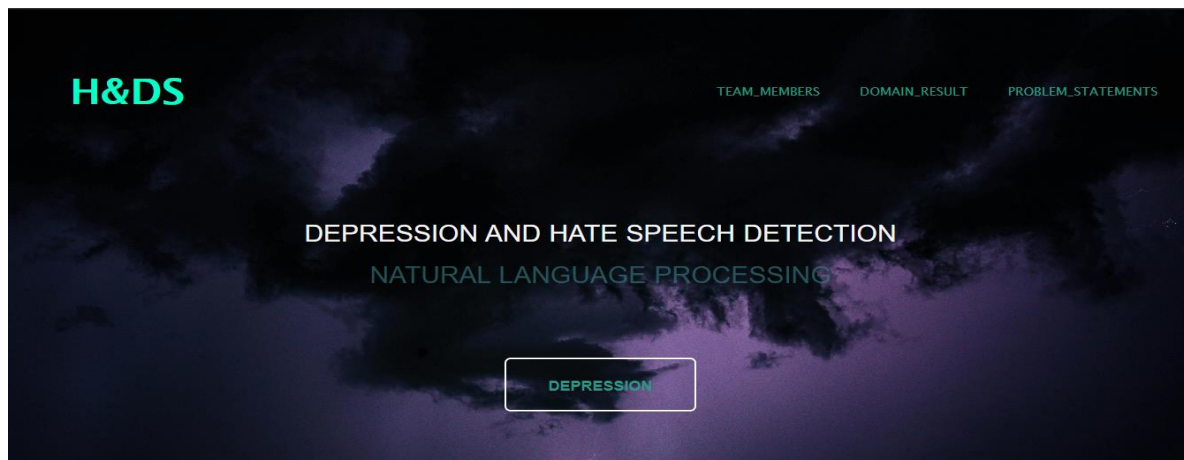 H&DS
TEAM_MEMBERS DOMAIN_RESULT PROBLEM_STATEMENTS
DEPRESSION AND HATE SPEECH DETECTION
NATURAL LANGUAGE PROCESSING
DEPRESSION